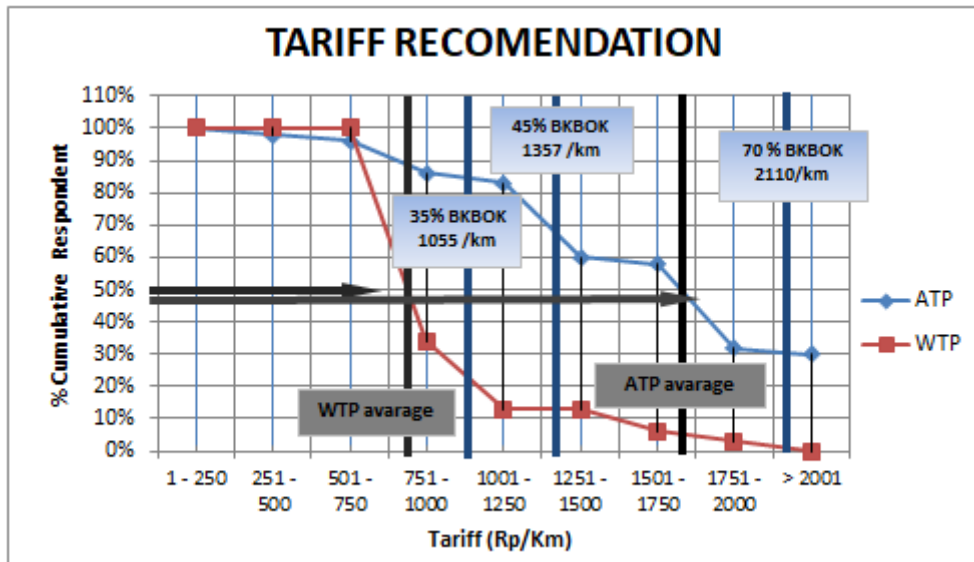 TARIFF RECOMENDATION
110%
100%
90%
80%
70%
60%
50%
40%
30%
20%
10%
0%
% Cumulative Respondent
45% BKBOK
1357 /km
70 % BKBOK
2110/km
35% BKBOK
1055 /km
WTP avarage
ATP avarage
ATP
WTP
1 - 250
251 -
500
501 -
750
751 -
1000
1001 -
1250
1251 -
1500
1501 -
1750
1751 -
2000
> 2001
Tariff (Rp/Km)